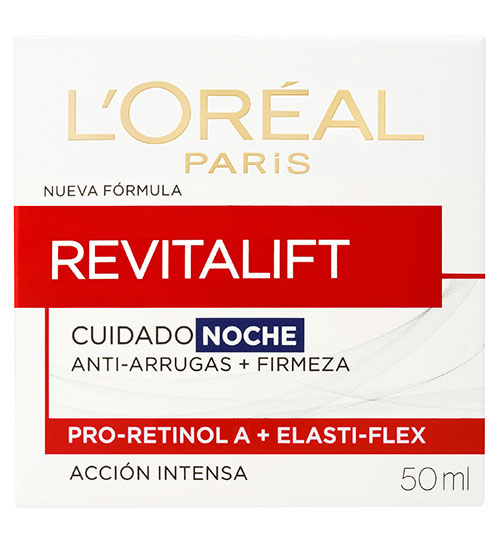 L'ORÉAL
PARiS
NUEVA FÓRMULA
REVITALIFT
CUIDADO NOCHE
ANTI-ARRUGAS + FIRMEZA
PRO-RETINOL A + ELASTI-FLEX
ACCIÓN INTENSA
50ml